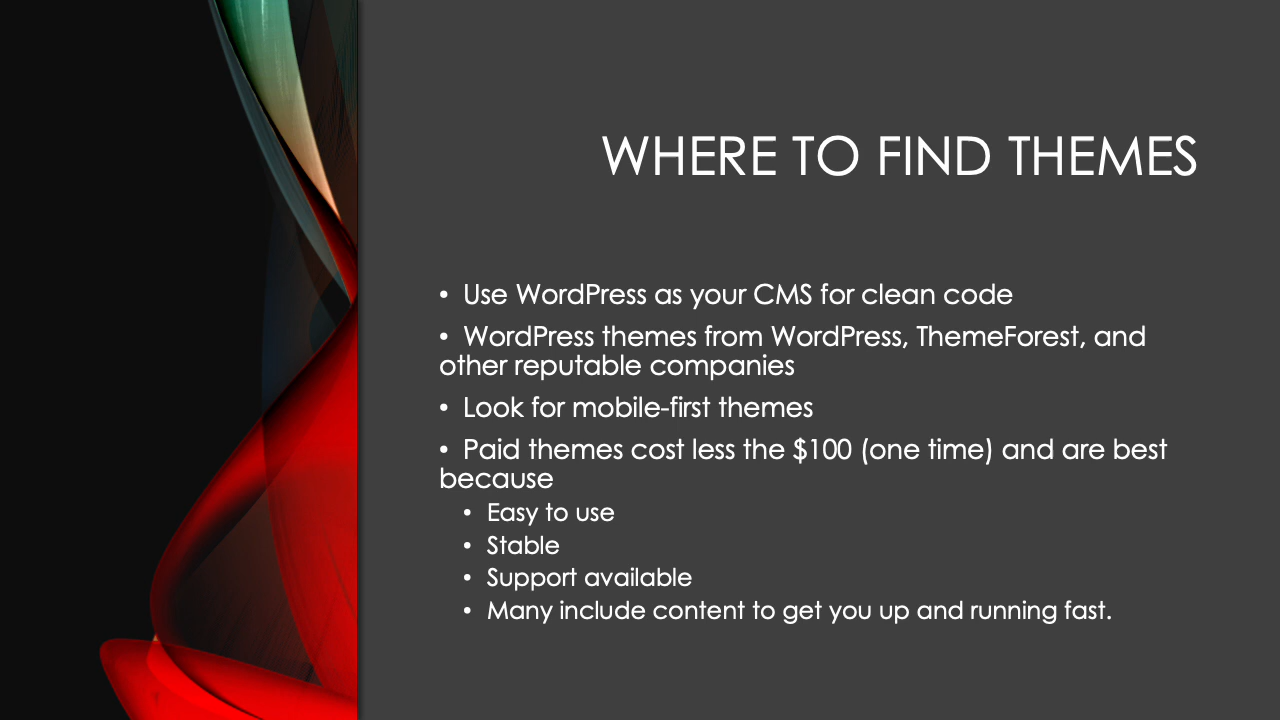 WHERE TO FIND THEMES
• Use WordPress as your CMS for clean code
• WordPress themes from WordPress, ThemeForest, and
other reputable companies
• Look for mobile-first themes
• Paid themes cost less the $100 (one time) and are best
because
• Easy to use
• Stable
• Support available
• Many include content to get you up and running fast.